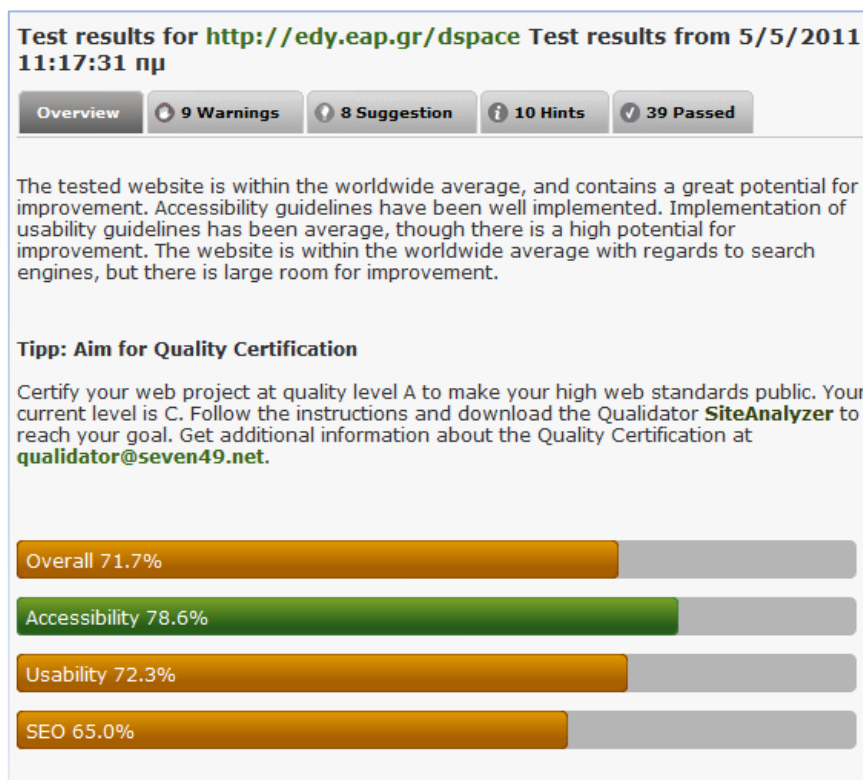 Test results for http://edy.eap.gr/dspace Test results from 5/5/2011
11:17:31 πμ
Overview 9 Warnings 8 Suggestion 10 Hints 39 Passed
The tested website is within the worldwide average, and contains a great potential for
improvement. Accessibility guidelines have been well implemented. Implementation of
usability guidelines has been average, though there is a high potential for
improvement. The website is within the worldwide average with regards to search
engines, but there is large room for improvement.
Tipp: Aim for Quality Certification
Certify your web project at quality level A to make your high web standards public. Your
current level is C. Follow the instructions and download the Qualidator SiteAnalyzer to
reach your goal. Get additional information about the Quality Certification at
qualidator@seven49.net.
Overall 71.7%
Accessibility 78.6%
Usability 72.3%
SEO 65.0%